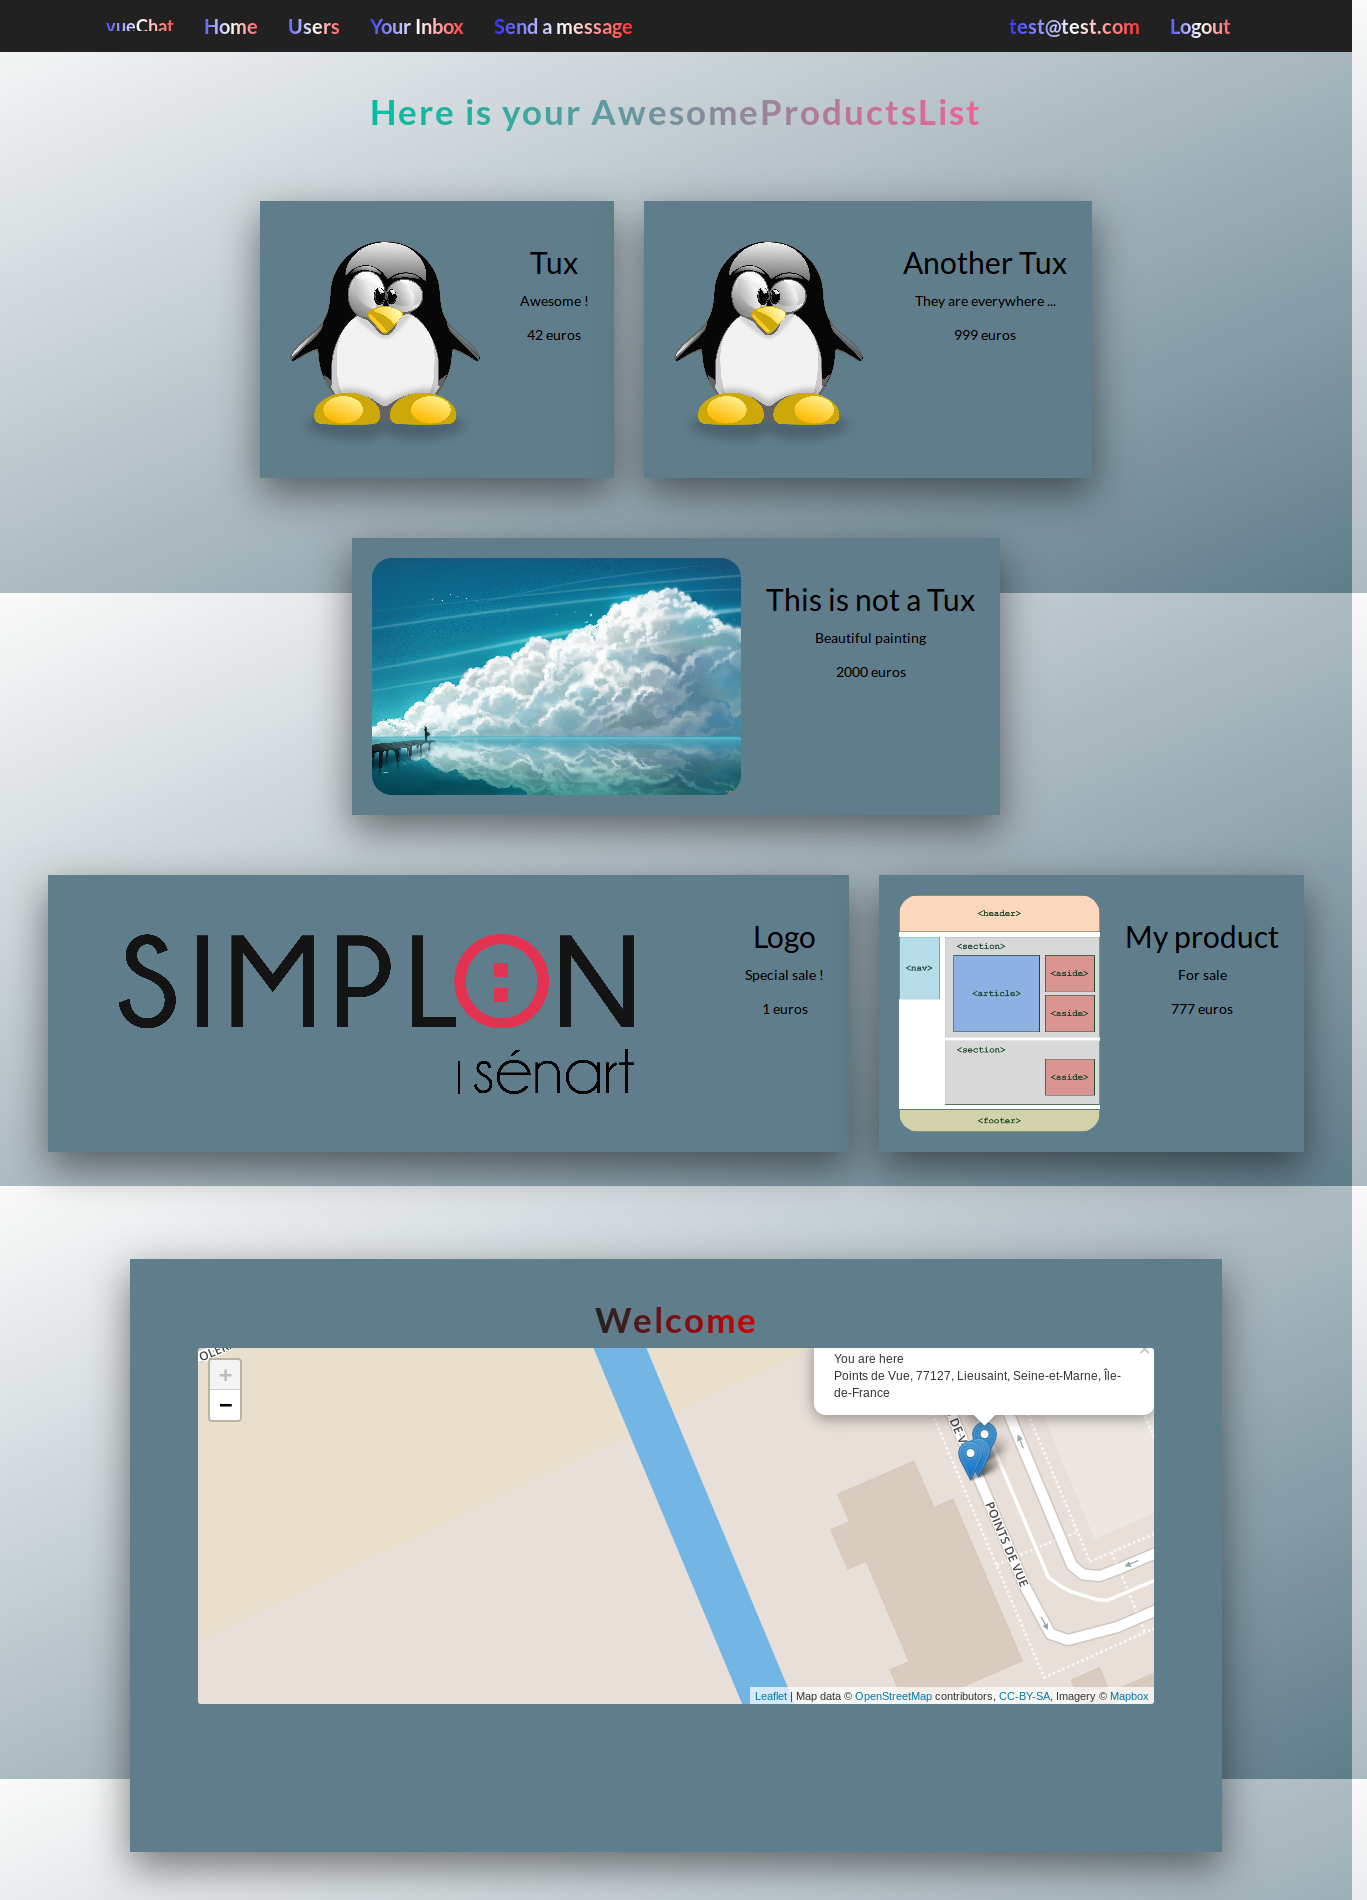 vueChat Home Users Your Inbox Send a message test@test.com Logout
Here is your AwesomeProductsList
Tux
Awesome !
42 euros
Another Tux
They are everywhere ...
999 euros
This is not a Tux
Beautiful painting
2000 euros
SIMPLON
sénart
Logo
Special sale !
1 euros
<header>
<nav>
<section>
<article>
<aside>
<aside>
<section>
<aside>
<footer>
My product
For sale
777 euros
Welcome
+
−
You are here
×
Points de Vue, 77127, Lieusaint, Seine-et-Marne, Île-
de-France
POINTS DE VUE
Leaflet | Map data © OpenStreetMap contributors, CC-BY-SA, Imagery © Mapbox